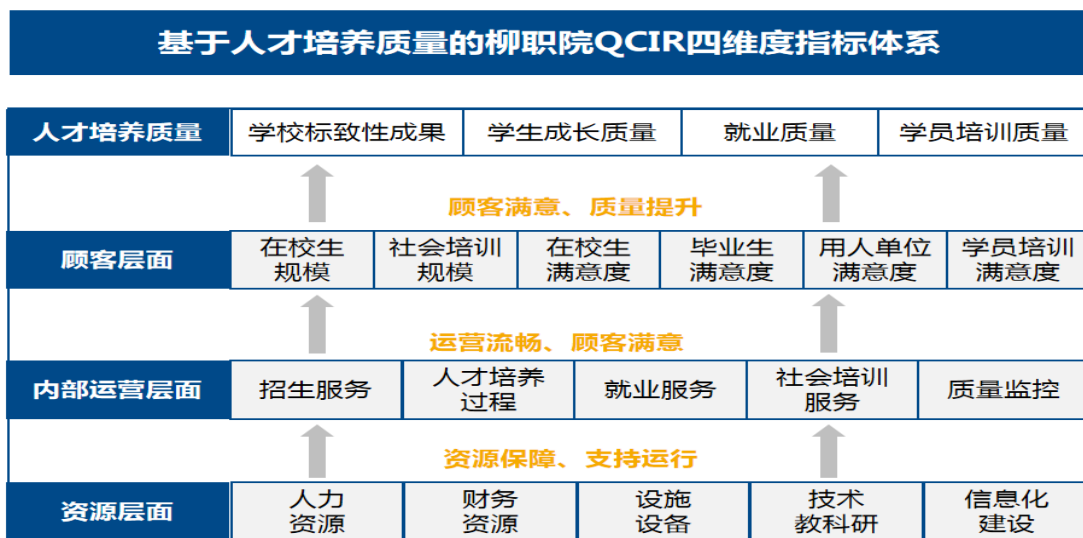 基于人才培养质量的柳职院QCIR四维度指标体系
人才培养质量 学校标致性成果 学生成长质量 就业质量 学员培训质量
顾客满意、质量提升
顾客层面
在校生
规模
社会培训
规模
在校生
满意度
毕业生
满意度
用人单位
满意度
学员培训
满意度
运营流畅、顾客满意
内部运营层面
招生服务
人才培养
过程
就业服务
社会培训
服务
质量监控
资源保障、支持运行
资源层面
人力
资源
财务
资源
设施
设备
技术
教科研
信息化
建设